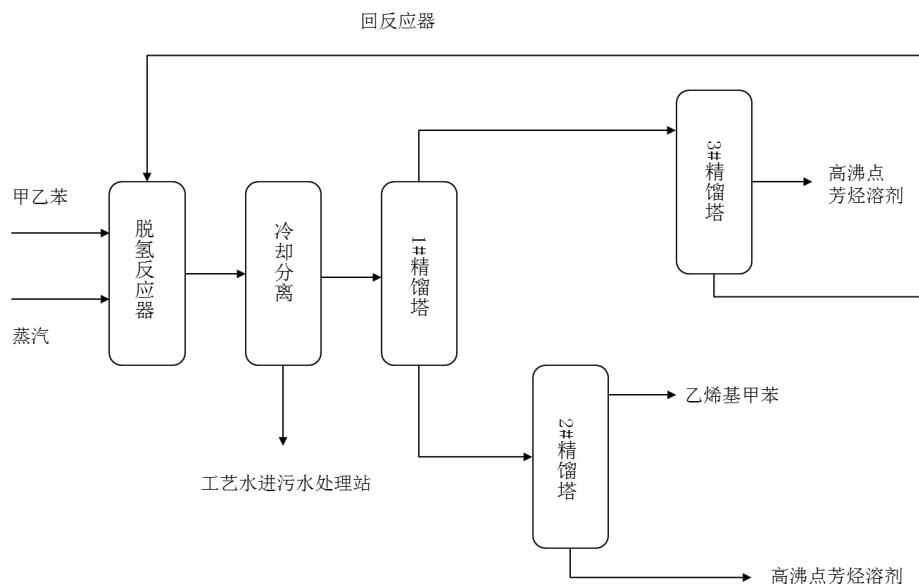 回反应器
3#精馏塔
高沸点
芳烃溶剂
甲乙苯
脱氢反应器
冷却分离
1#精馏塔
蒸汽
乙烯基甲苯
2#精馏塔
工艺水进污水处理站
高沸点芳烃溶剂